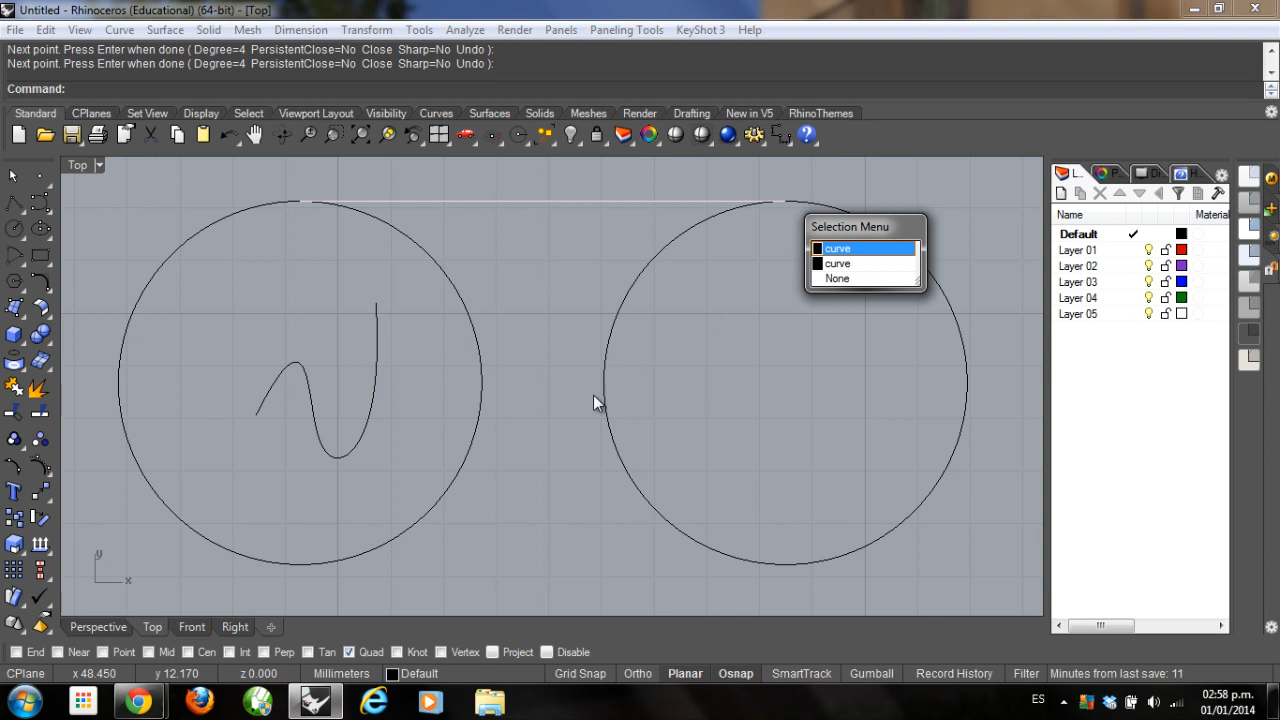 Untitled - Rhinoceros (Educational) (64-bit) - [Top]
File Edit View Curve Surface Solid Mesh Dimension Transform Tools Analyze Render Panels Paneling Tools KeyShot 3 Help
Next point. Press Enter when done ( Degree=4 PersistentClose=No Close Sharp=No Undo ):
Next point. Press Enter when done ( Degree=4 PersistentClose=No Close Sharp=No Undo ):
Command:
Standard CPlanes Set View Display Select Viewport Layout Visibility Curves Surfaces Solids Meshes Render Drafting New in V5 RhinoThemes
Top
L... P... Di H...
Name Material
Default
Layer 01
Layer 02
Layer 03
Layer 04
Layer 05
Selection Menu
curve
curve
None
y
x
Perspective Top Front Right
End Near Point Mid Cen Int Perp Tan Quad Knot Vertex Project Disable
CPlane x 48.450 y 12.170 z 0.000 Millimeters Default Grid Snap Ortho Planar Osnap SmartTrack Gumball Record History Filter Minutes from last save: 11
ES 02:58 p.m.
01/01/2014